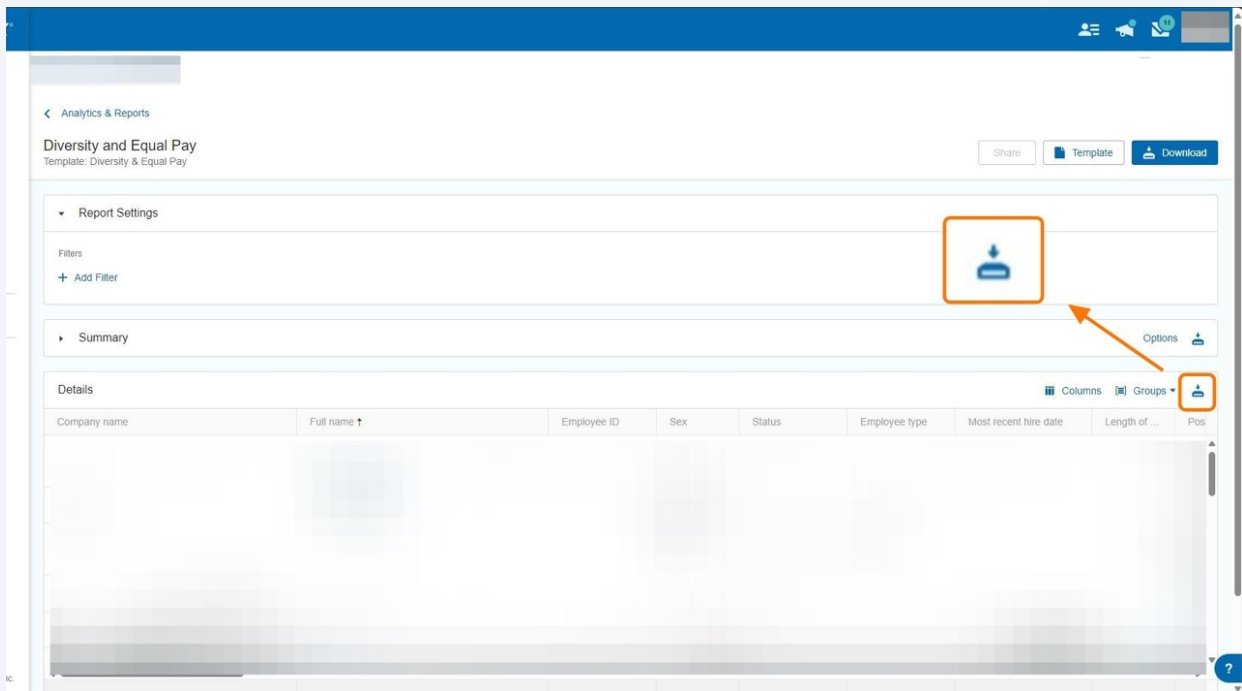 11
Analytics & Reports
Diversity and Equal Pay
Template: Diversity & Equal Pay
Share Template Download
Report Settings
Filters
+ Add Filter
Summary Options
Details Columns Groups
Company name Full name Employee ID Sex Status Employee type Most recent hire date Length of ... Pos
?
nc.